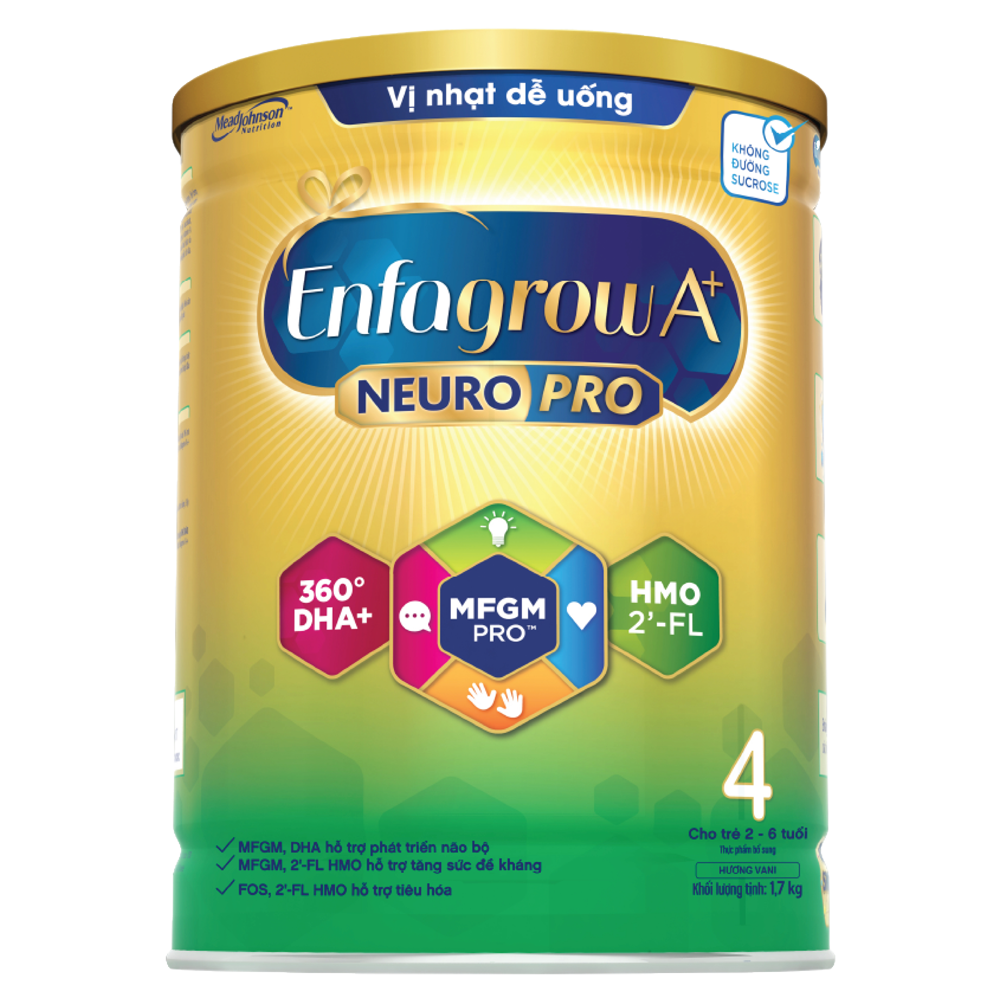 Vị nhạt dễ uống
MeadJohnson™
Nutrition
KHÔNG
ĐƯỜNG
SUCROSE
Enfagrow A+
NEURO PRO
360°
DHA+
MFGM
PRO™
HMO
2'-FL
4
Cho trẻ 2 - 6 tuổi
Thực phẩm bổ sung
HƯƠNG VANI
Khối lượng tịnh: 1,7 kg
MFGM, DHA hỗ trợ phát triển não bộ
MFGM, 2'-FL HMO hỗ trợ tăng sức đề kháng
FOS, 2'-FL HMO hỗ trợ tiêu hóa